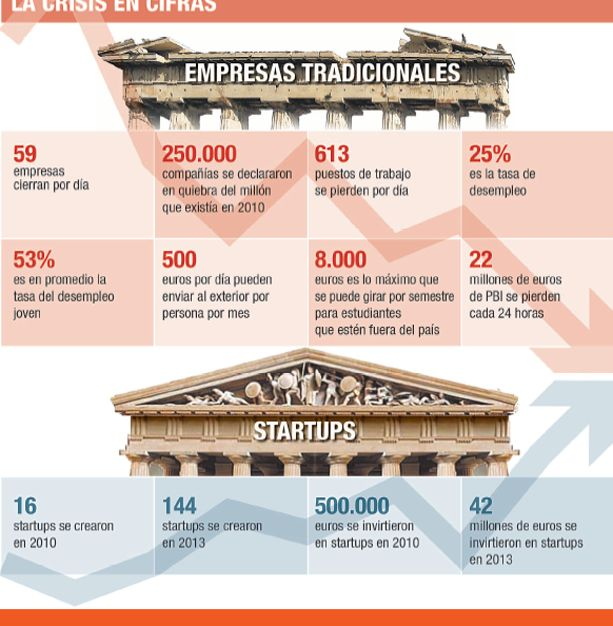 LA CRISIS EN CIFRAS
EMPRESAS TRADICIONALES
59
empresas
cierran por día
250.000
compañías se declararon
en quiebra del millón
que existía en 2010
613
puestos de trabajo
se pierden por día
25%
es la tasa de
desempleo
53%
es en promedio la
tasa del desempleo
joven
500
euros por día pueden
enviar al exterior por
persona por mes
8.000
euros es lo máximo que
se puede girar por semestre
para estudiantes
que estén fuera del país
22
millones de euros
de PBI se pierden
cada 24 horas
STARTUPS
16
startups se crearon
en 2010
144
startups se crearon
en 2013
500.000
euros se invirtieron
en startups en 2010
42
millones de euros se
invirtieron en startups
en 2013